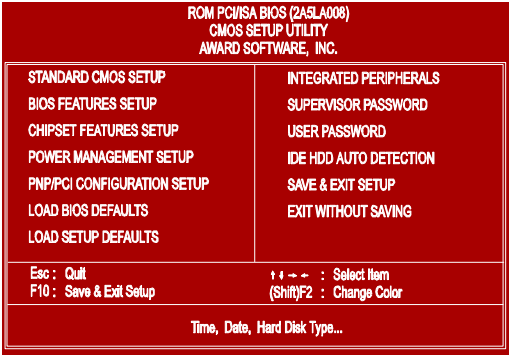 ROM PCI/ISA BIOS (2A5LA008)
CMOS SETUP UTILITY
AWARD SOFTWARE, INC.
STANDARD CMOS SETUP
BIOS FEATURES SETUP
CHIPSET FEATURES SETUP
POWER MANAGEMENT SETUP
PNP/PCI CONFIGURATION SETUP
LOAD BIOS DEFAULTS
LOAD SETUP DEFAULTS
INTEGRATED PERIPHERALS
SUPERVISOR PASSWORD
USER PASSWORD
IDE HDD AUTO DETECTION
SAVE & EXIT SETUP
EXIT WITHOUT SAVING
Esc : Quit
F10 : Save & Exit Setup
↑ ↓ → ← : Select Item
(Shift)F2 : Change Color
Time, Date, Hard Disk Type...